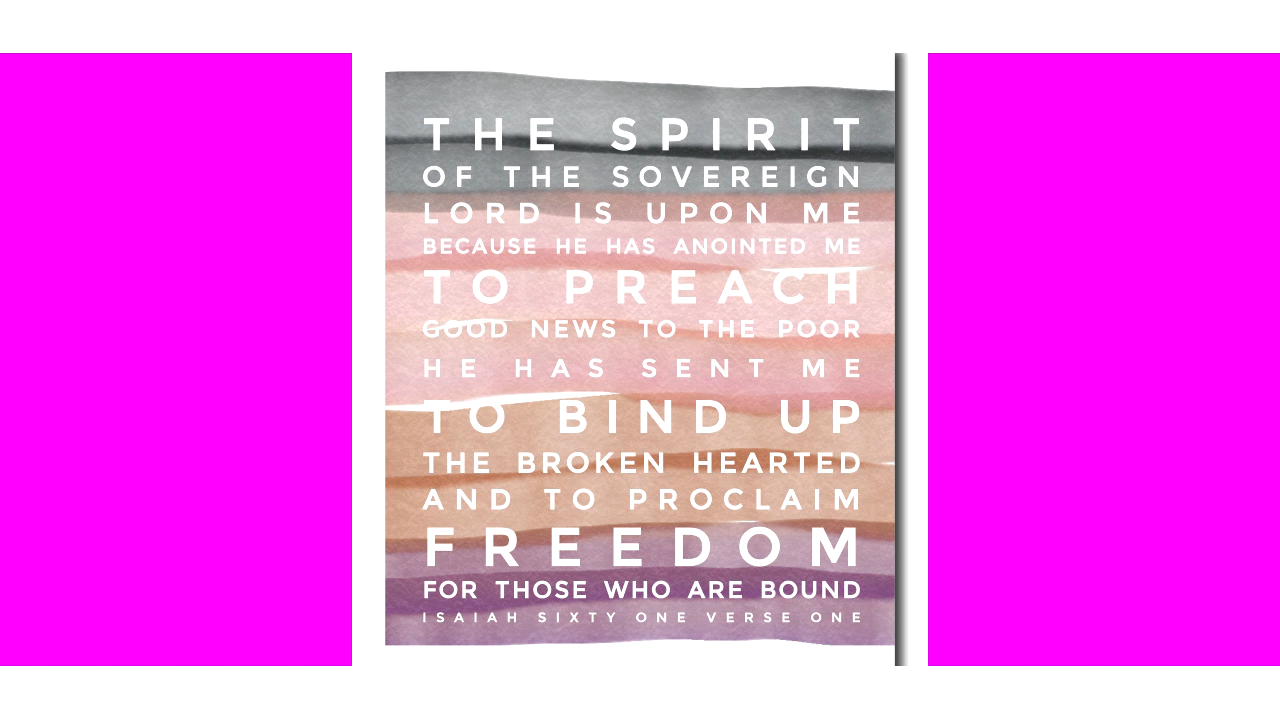 THE SPIRIT
OF THE SOVEREIGN
LORD IS UPON ME
BECAUSE HE HAS ANOINTED ME
TO PREACH
GOOD NEWS TO THE POOR
HE HAS SENT ME
TO BIND UP
THE BROKEN HEARTED
AND TO PROCLAIM
FREEDOM
FOR THOSE WHO ARE BOUND
ISAIAH SIXTY ONE VERSE ONE